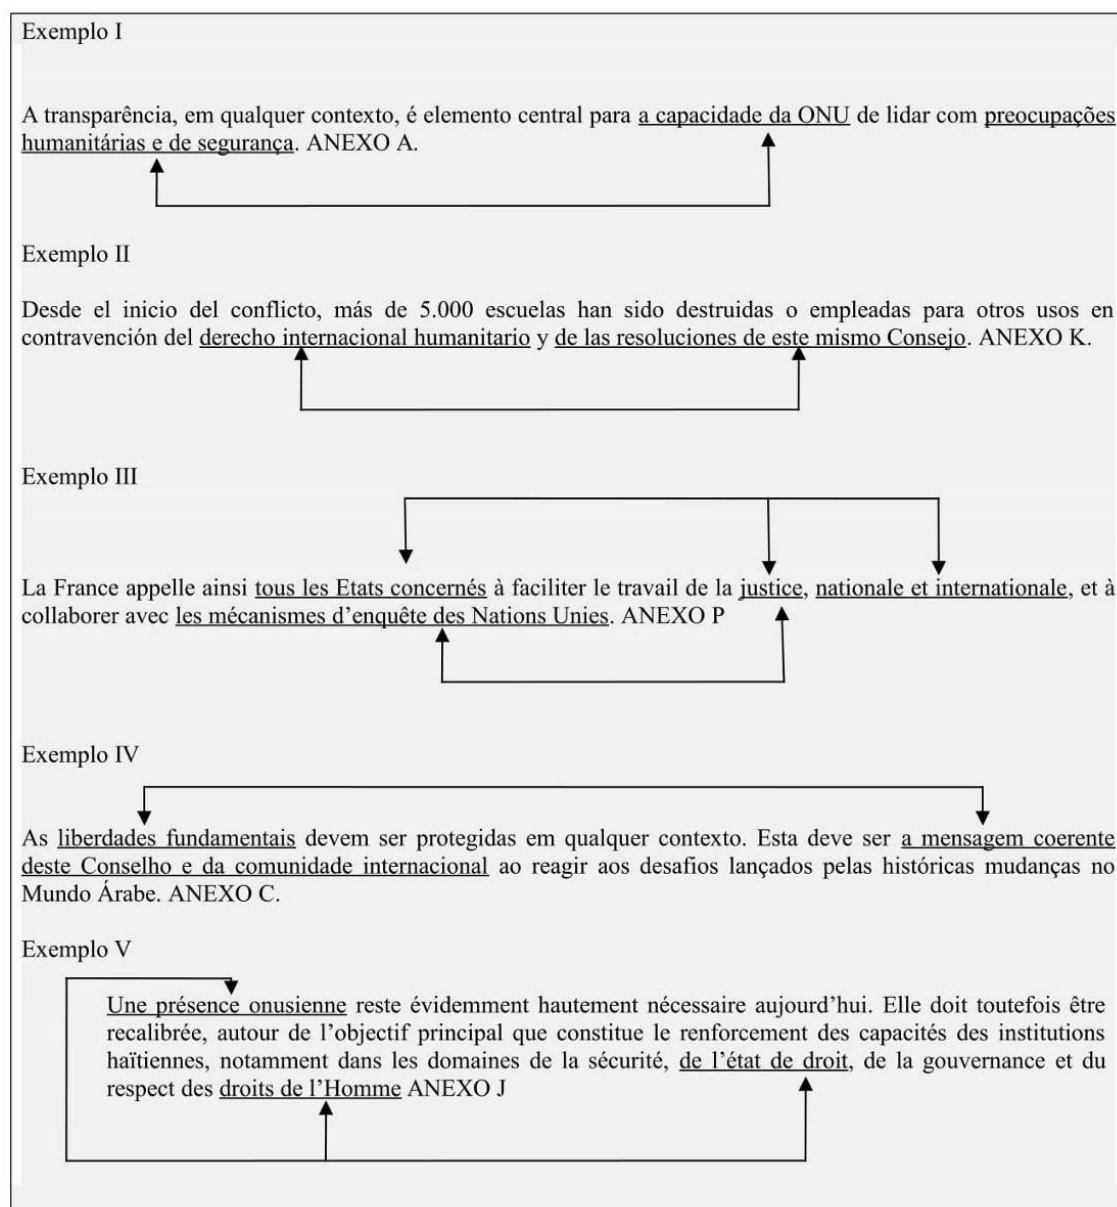 Exemplo I
A transparência, em qualquer contexto, é elemento central para a capacidade da ONU de lidar com preocupações
humanitárias e de segurança. ANEXO A.
Exemplo II
Desde el inicio del conflicto, más de 5.000 escuelas han sido destruidas o empleadas para otros usos en
contravención del derecho internacional humanitario y de las resoluciones de este mismo Consejo. ANEXO K.
Exemplo III
La France appelle ainsi tous les Etats concernés à faciliter le travail de la justice, nationale et internationale, et à
collaborer avec les mécanismes d’enquête des Nations Unies. ANEXO P
Exemplo IV
As liberdades fundamentais devem ser protegidas em qualquer contexto. Esta deve ser a mensagem coerente
deste Conselho e da comunidade internacional ao reagir aos desafios lançados pelas históricas mudanças no
Mundo Árabe. ANEXO C.
Exemplo V
Une présence onusienne reste évidemment hautement nécessaire aujourd’hui. Elle doit toutefois être
recalibrée, autour de l’objectif principal que constitue le renforcement des capacités des institutions
haïtiennes, notamment dans les domaines de la sécurité, de l’état de droit, de la gouvernance et du
respect des droits de l’Homme ANEXO J